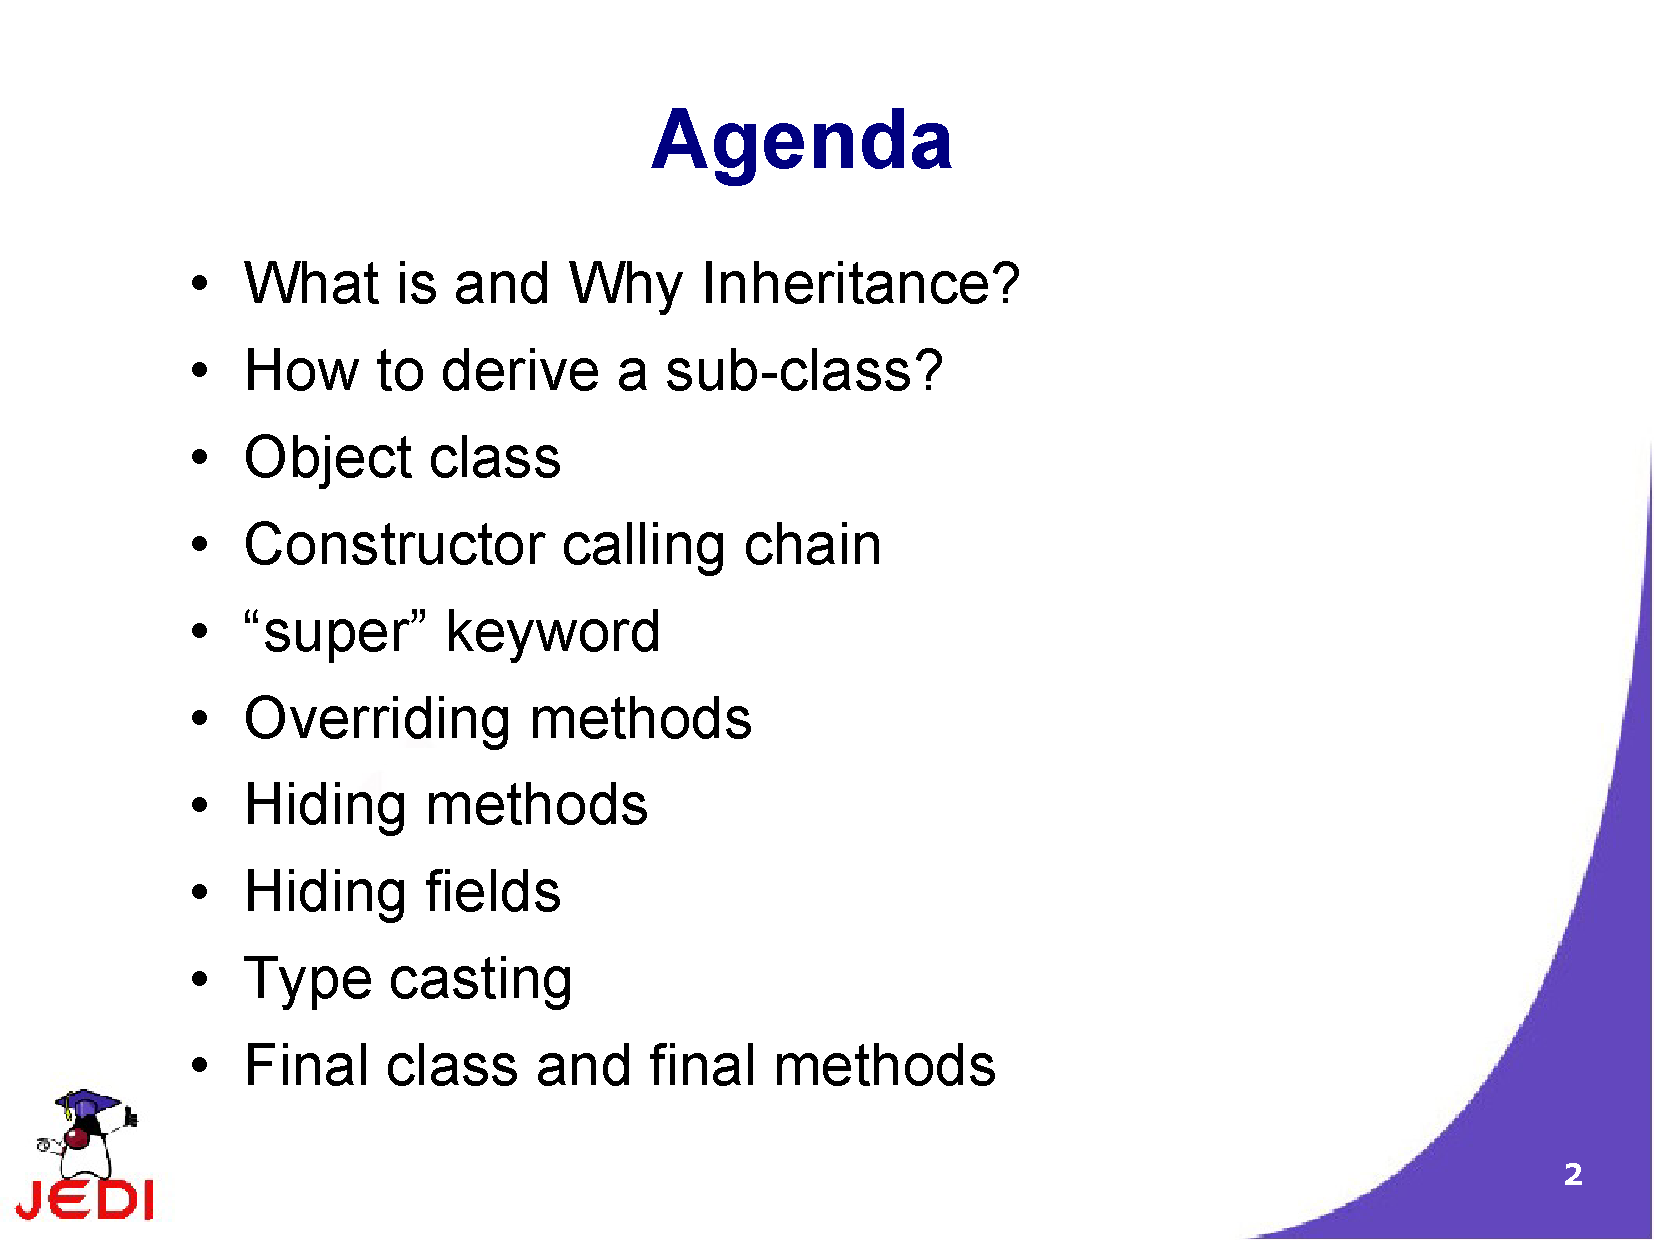 Agenda
• What is and Why Inheritance?
• How to derive a sub-class?
• Object class
• Constructor calling chain
• “super” keyword
• Overriding methods
• Hiding methods
• Hiding fields
• Type casting
• Final class and final methods
JEDI
2